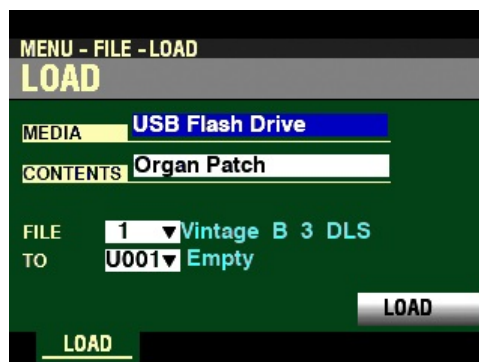 MENU - FILE - LOAD
LOAD
MEDIA USB Flash Drive
CONTENTS Organ Patch
FILE 1 ▼ Vintage B 3 DLS
TO U001▼ Empty
LOAD
LOAD